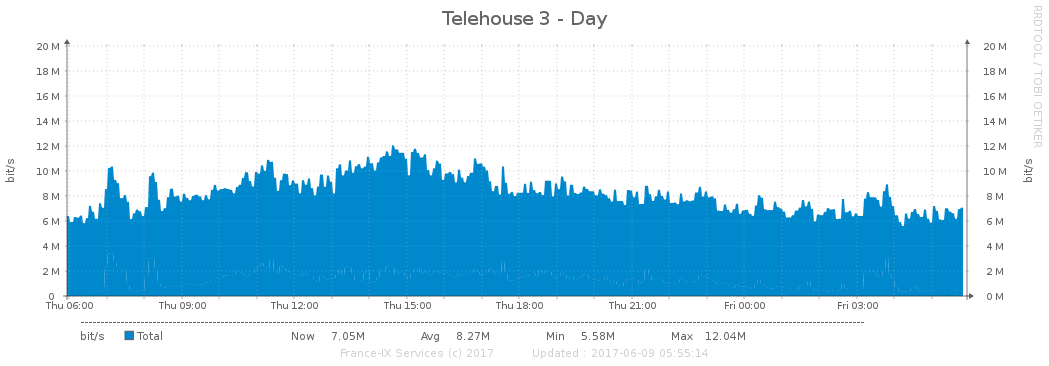 Telehouse 3 - Day
RRDTOOL / TOBI OETIKER
bit/s
20 M 20 M
18 M 18 M
16 M 16 M
14 M 14 M
12 M 12 M
10 M 10 M
8 M 8 M
6 M 6 M
4 M 4 M
2 M 2 M
0 0 M
bit/s
Thu 06:00 Thu 09:00 Thu 12:00 Thu 15:00 Thu 18:00 Thu 21:00 Fri 00:00 Fri 03:00
bit/s Total Now 7.05M Avg 8.27M Min 5.58M Max 12.04M
France-IX Services (c) 2017 Updated : 2017-06-09 05:55:14